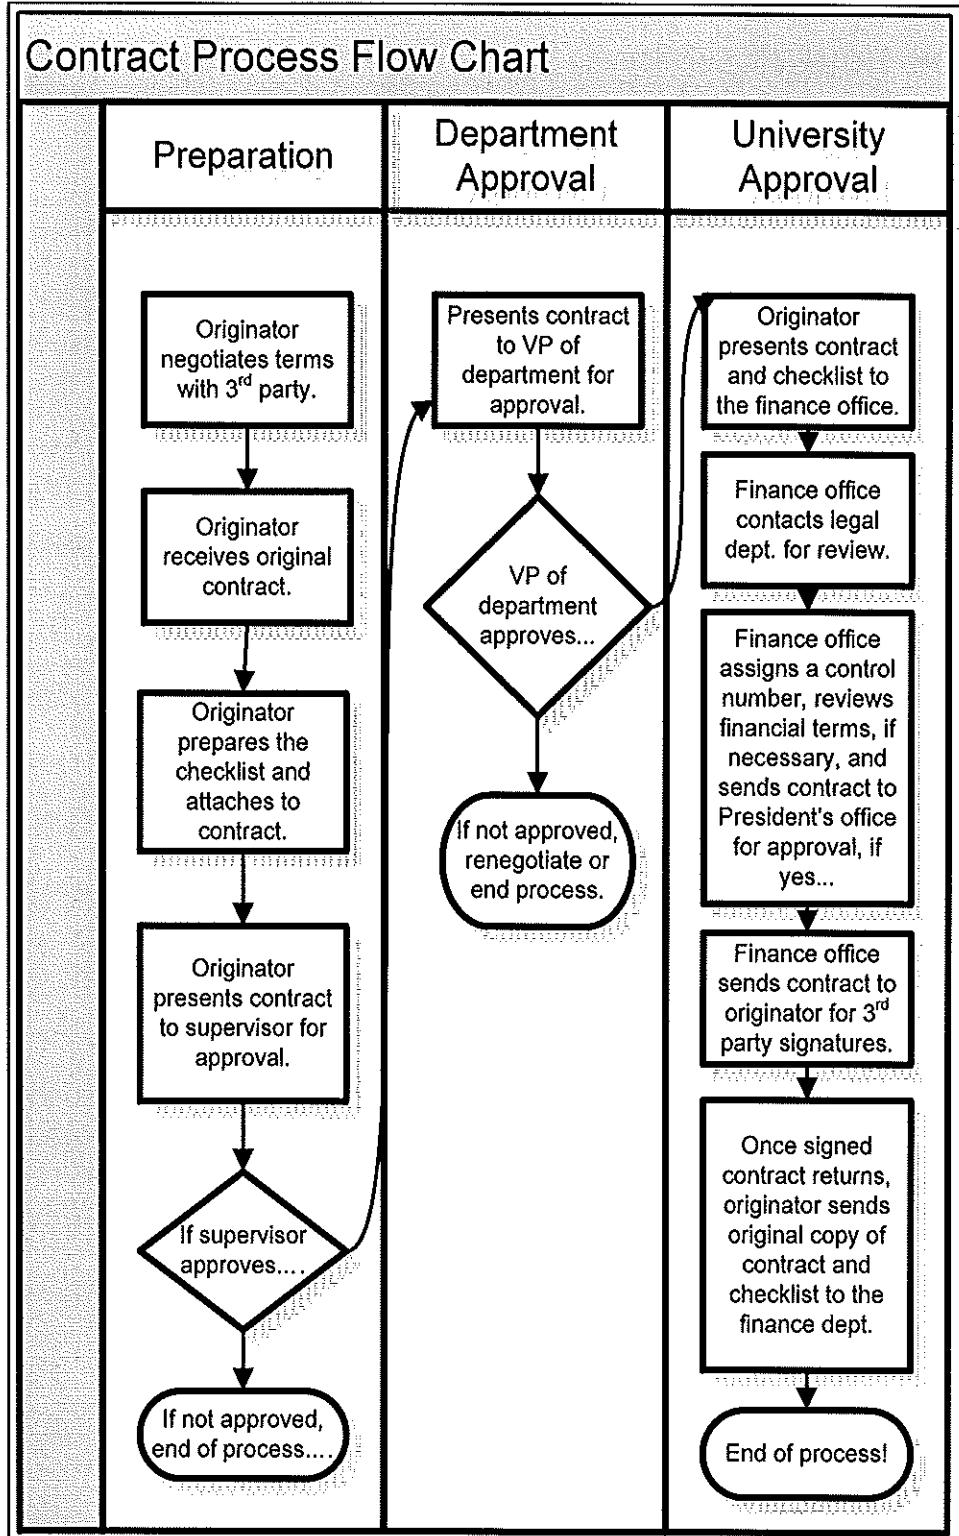 Contract Process Flow Chart
Preparation
Department
Approval
University
Approval
Originator
negotiates terms
with 3rd party.
Originator
receives original
contract.
Originator
prepares the
checklist and
attaches to
contract.
Originator
presents contract
to supervisor for
approval.
If supervisor
approves....
If not approved,
end of process....
Presents contract
to VP of
department for
approval.
VP of
department
approves...
If not approved,
renegotiate or
end process.
Originator
presents contract
and checklist to
the finance office.
Finance office
contacts legal
dept. for review.
Finance office
assigns a control
number, reviews
financial terms, if
necessary, and
sends contract to
President's office
for approval, if
yes...
Finance office
sends contract to
originator for 3rd
party signatures.
Once signed
contract returns,
originator sends
original copy of
contract and
checklist to the
finance dept.
End of process!